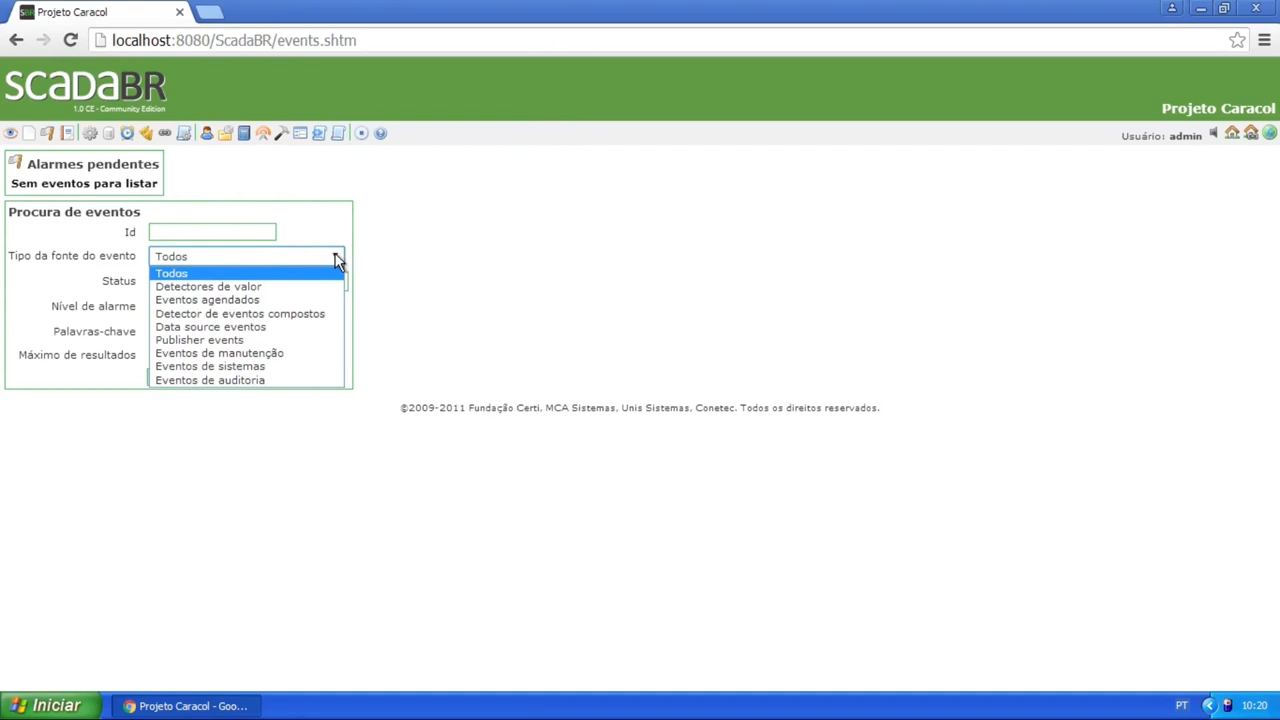 Projeto Caracol
localhost:8080/ScadaBR/events.shtm
SCADABR
1.0 CE - Community Edition
Projeto Caracol
Usuário: admin
Alarmes pendentes
Sem eventos para listar
Procura de eventos
Id
Tipo da fonte do evento Todos
Todos
Status
Detectores de valor
Eventos agendados
Nível de alarme
Detector de eventos compostos
Data source eventos
Palavras-chave
Publisher events
Máximo de resultados
Eventos de manutenção
Eventos de sistemas
Eventos de auditoria
©2009-2011 Fundação Certi, MCA Sistemas, Unis Sistemas, Conetec. Todos os direitos reservados.
Iniciar
Projeto Caracol - Goo...
PT
10:20